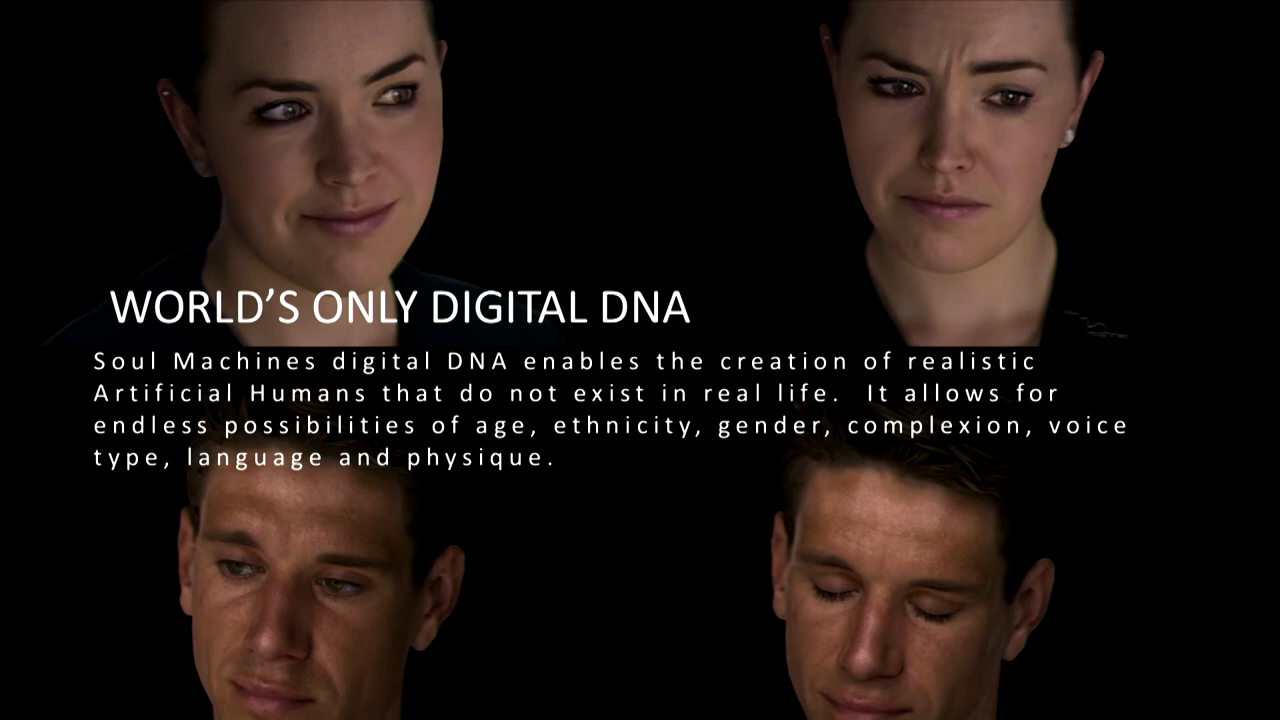 WORLD’S ONLY DIGITAL DNA
Soul Machines digital DNA enables the creation of realistic
Artificial Humans that do not exist in real life.  It allows for
endless possibilities of age, ethnicity, gender, complexion, voice
type, language and physique.